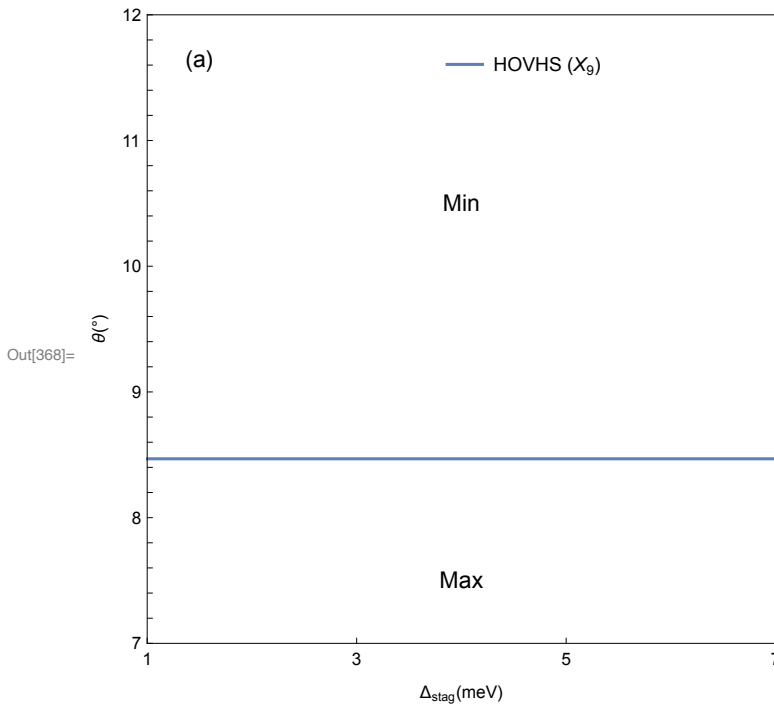 12
(a)
HOVHS (X₉)
11
Min
10
θ(°)
Out[368]=
9
8
Max
7
1
3
5
7
Δstag(meV)